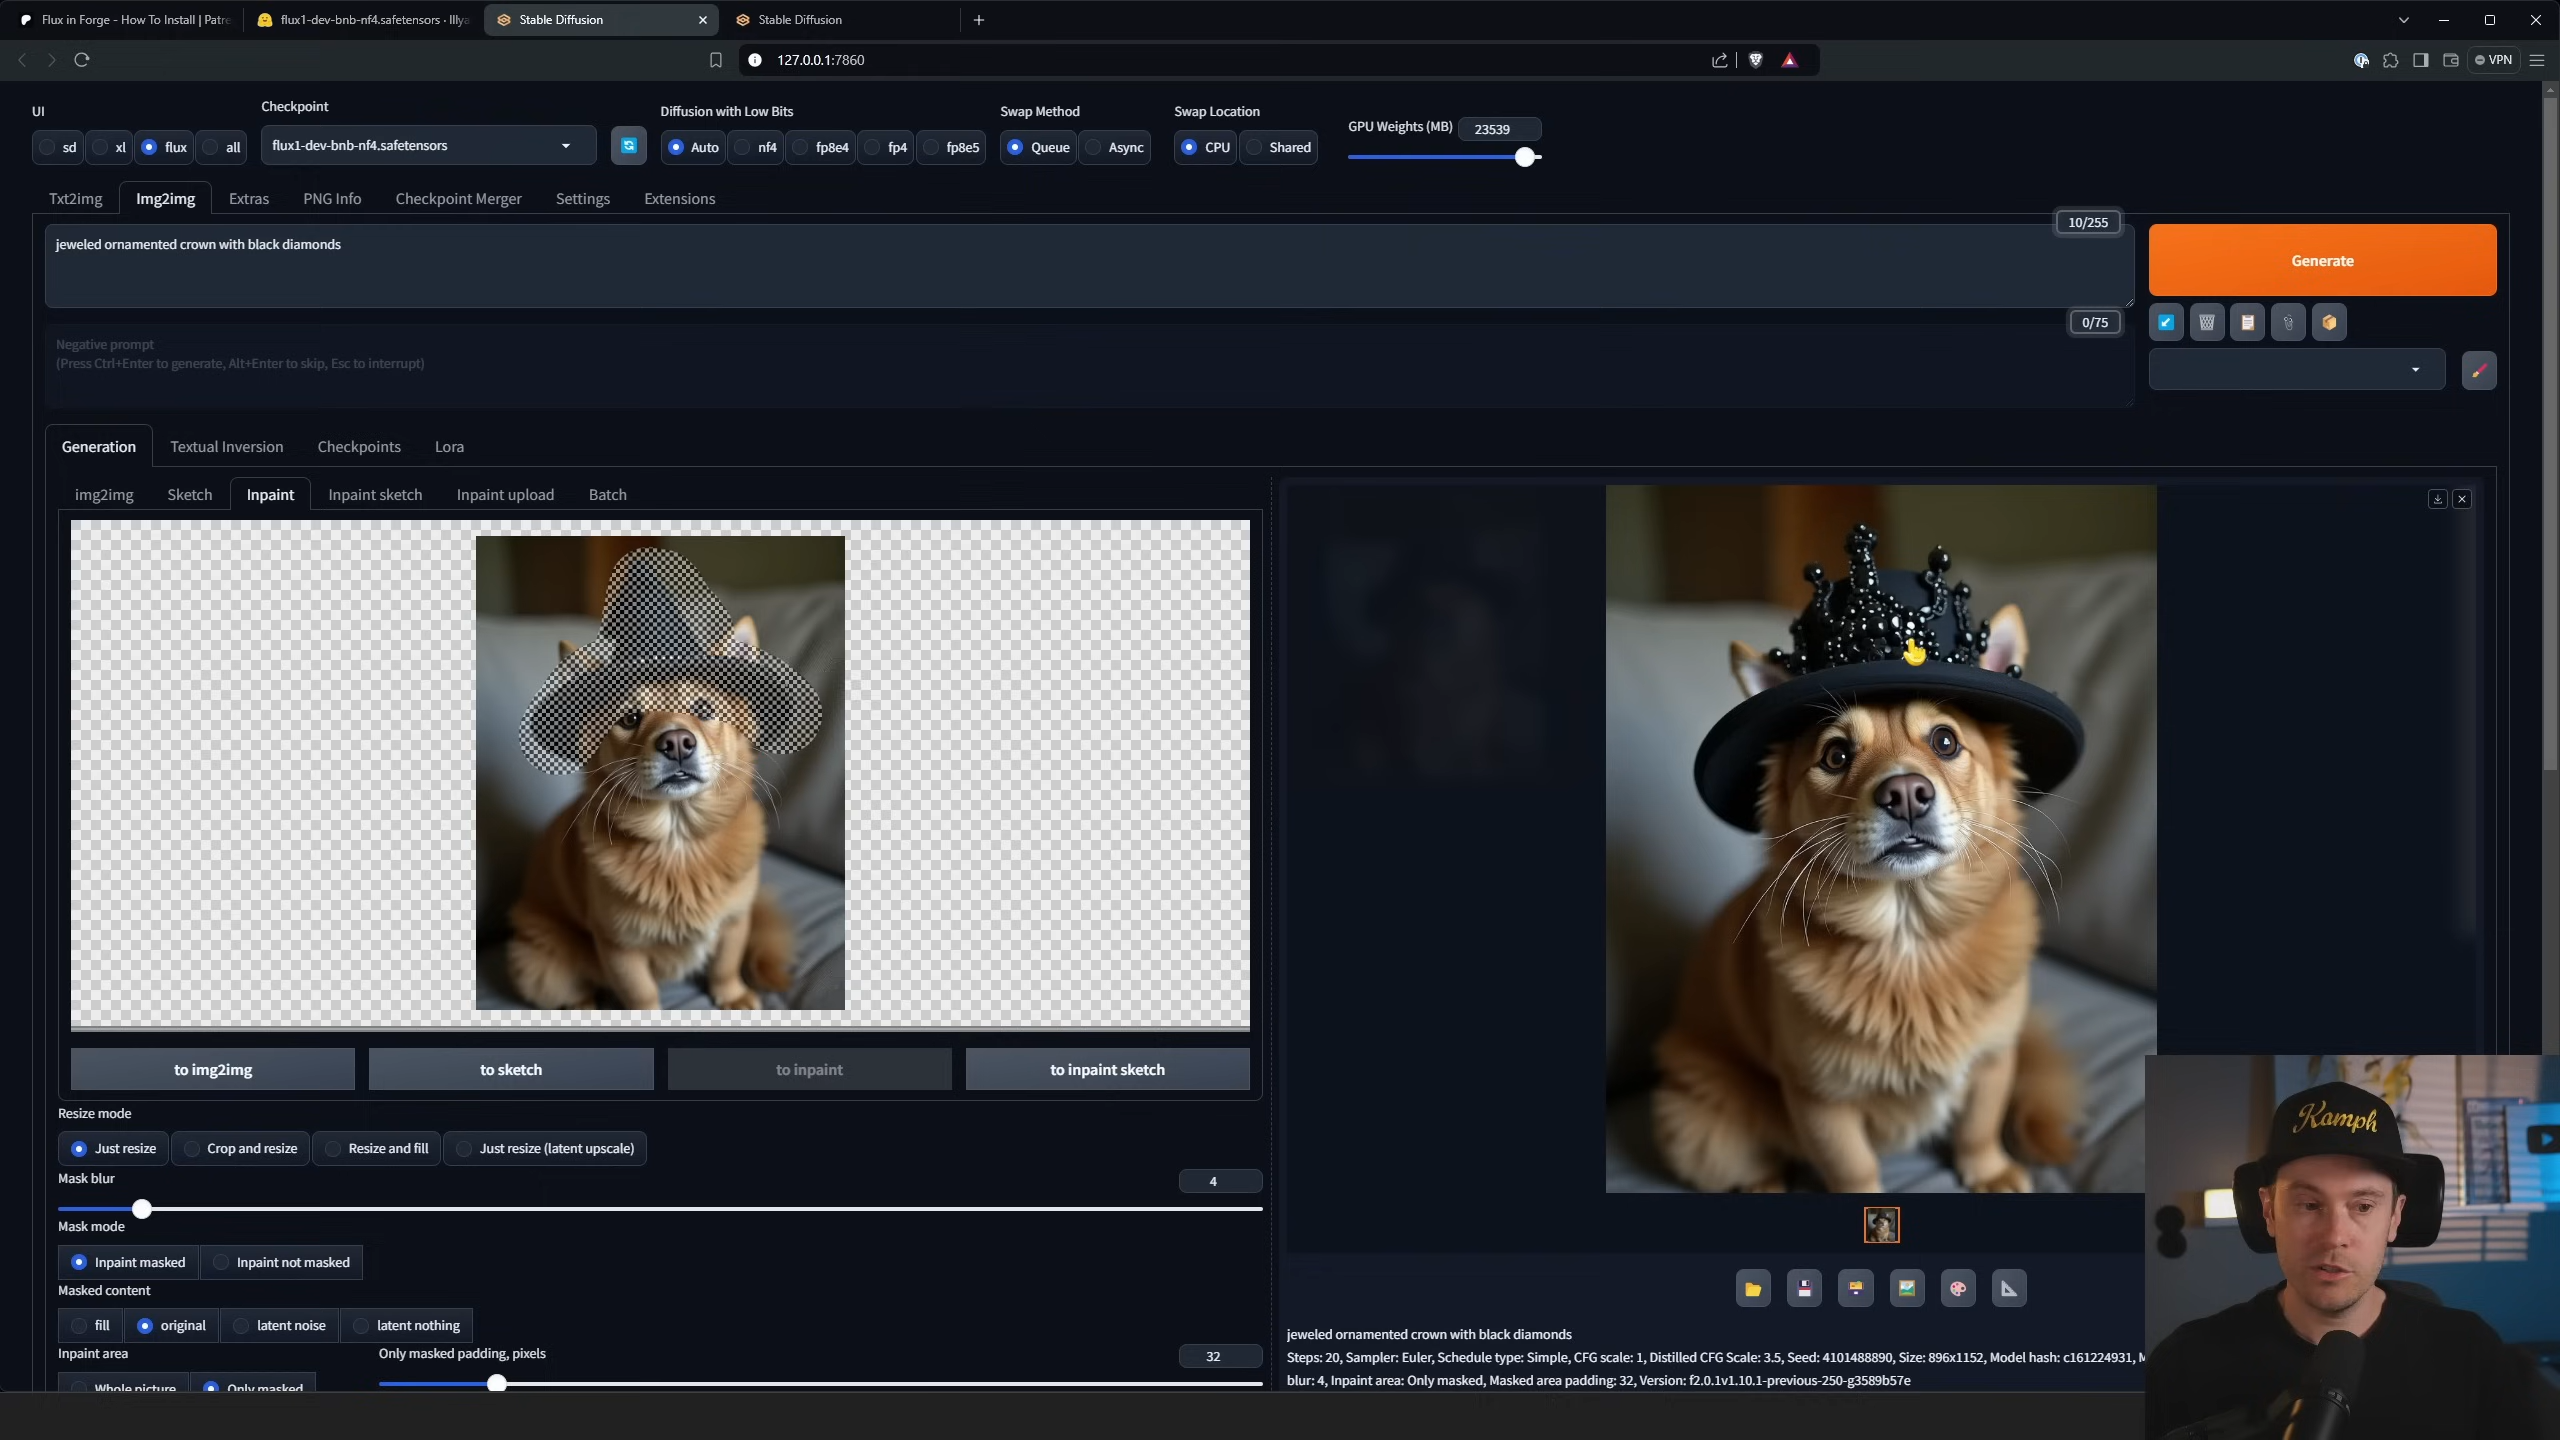 Flux in Forge - How To Install | Patre
flux1-dev-bnb-nf4.safetensors · lllya
Stable Diffusion
Stable Diffusion
127.0.0.1:7860
VPN
UI
Checkpoint
Diffusion with Low Bits
Swap Method
Swap Location
GPU Weights (MB)
23539
sd
xl
flux
all
flux1-dev-bnb-nf4.safetensors
Auto
nf4
fp8e4
fp4
fp8e5
Queue
Async
CPU
Shared
Txt2img
Img2img
Extras
PNG Info
Checkpoint Merger
Settings
Extensions
10/255
jeweled ornamented crown with black diamonds
Generate
0/75
Negative prompt
(Press Ctrl+Enter to generate, Alt+Enter to skip, Esc to interrupt)
Generation
Textual Inversion
Checkpoints
Lora
img2img
Sketch
Inpaint
Inpaint sketch
Inpaint upload
Batch
to img2img
to sketch
to inpaint
to inpaint sketch
Resize mode
Just resize
Crop and resize
Resize and fill
Just resize (latent upscale)
Mask blur
4
Mask mode
Inpaint masked
Inpaint not masked
Masked content
fill
original
latent noise
latent nothing
Inpaint area
Only masked padding, pixels
32
Whole picture
Only masked
jeweled ornamented crown with black diamonds
Steps: 20, Sampler: Euler, Schedule type: Simple, CFG scale: 1, Distilled CFG Scale: 3.5, Seed: 4101488890, Size: 896x1152, Model hash: c161224931, M
blur: 4, Inpaint area: Only masked, Masked area padding: 32, Version: f2.0.1v1.10.1-previous-250-g3589b57e
Kamph